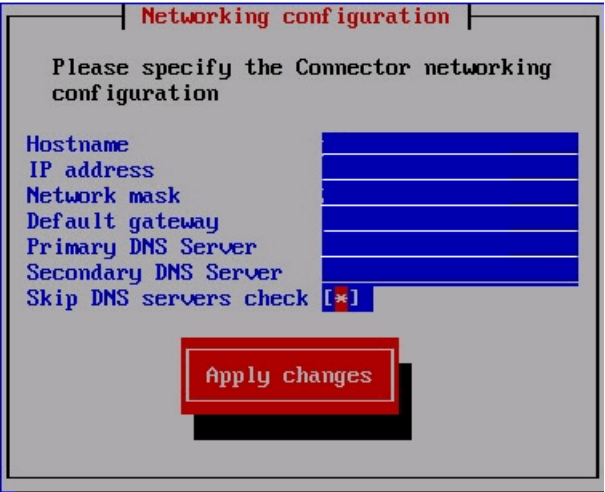 Networking configuration
Please specify the Connector networking
configuration
Hostname
IP address
Network mask
Default gateway
Primary DNS Server
Secondary DNS Server
Skip DNS servers check [*]
Apply changes